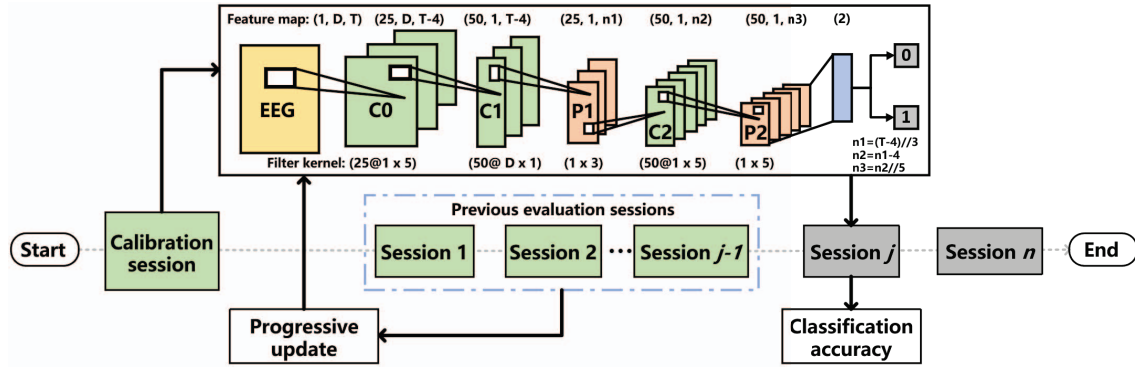 Feature map: (1, D, T) (25, D, T-4) (50, 1, T-4) (25, 1, n1) (50, 1, n2) (50, 1, n3) (2)
EEG
C0
C1
P1
C2
P2
0
1
n1=(T-4)//3
n2=n1-4
n3=n2//5
Filter kernel: (25@1 x 5) (50@ D x 1) (1 x 3) (50@1 x 5) (1 x 5)
Previous evaluation sessions
Start
Calibration
session
Session 1
Session 2
...
Session j-1
Session j
Session n
End
Progressive
update
Classification
accuracy